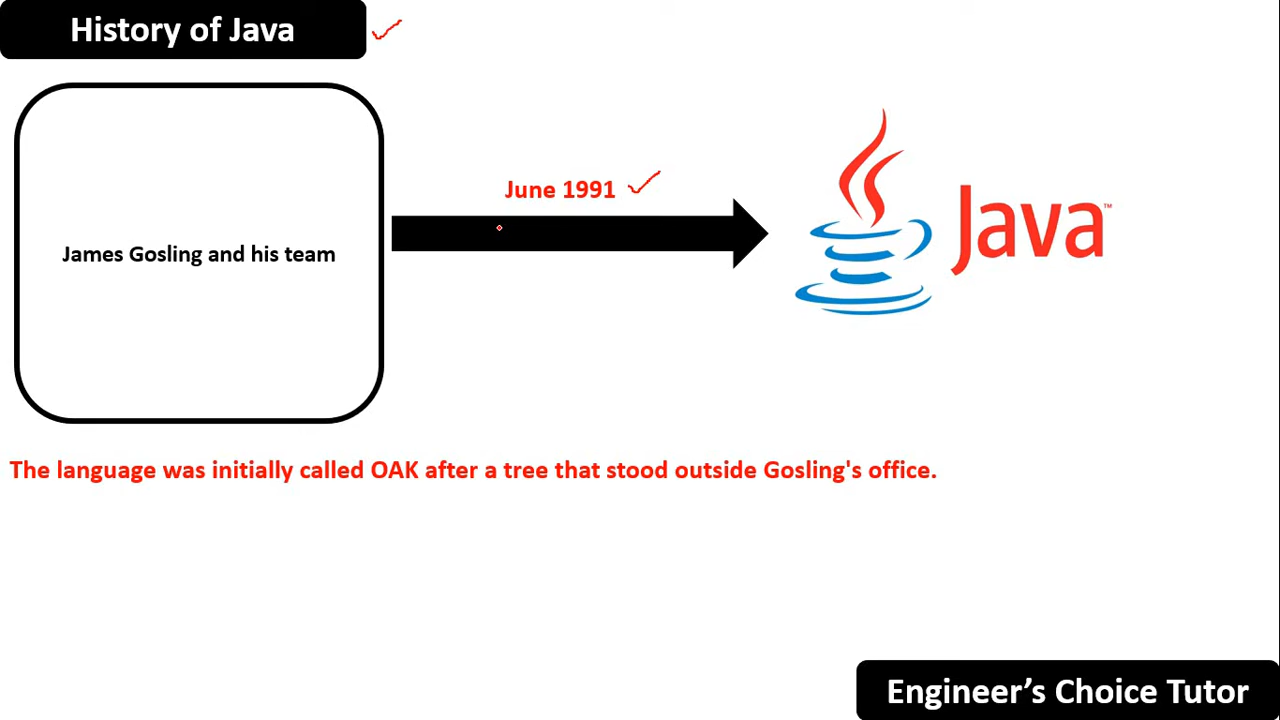 History of Java
June 1991
James Gosling and his team
Java™
The language was initially called OAK after a tree that stood outside Gosling's office.
Engineer’s Choice Tutor